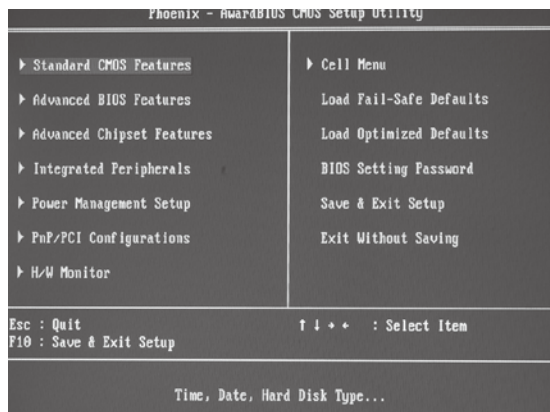 Phoenix - AwardBIOS CMOS Setup Utility
Standard CMOS Features
Advanced BIOS Features
Advanced Chipset Features
Integrated Peripherals
Power Management Setup
PnP/PCI Configurations
H/W Monitor
Cell Menu
Load Fail-Safe Defaults
Load Optimized Defaults
BIOS Setting Password
Save & Exit Setup
Exit Without Saving
Esc : Quit
F10 : Save & Exit Setup
↑ ↓ → ← : Select Item
Time, Date, Hard Disk Type...